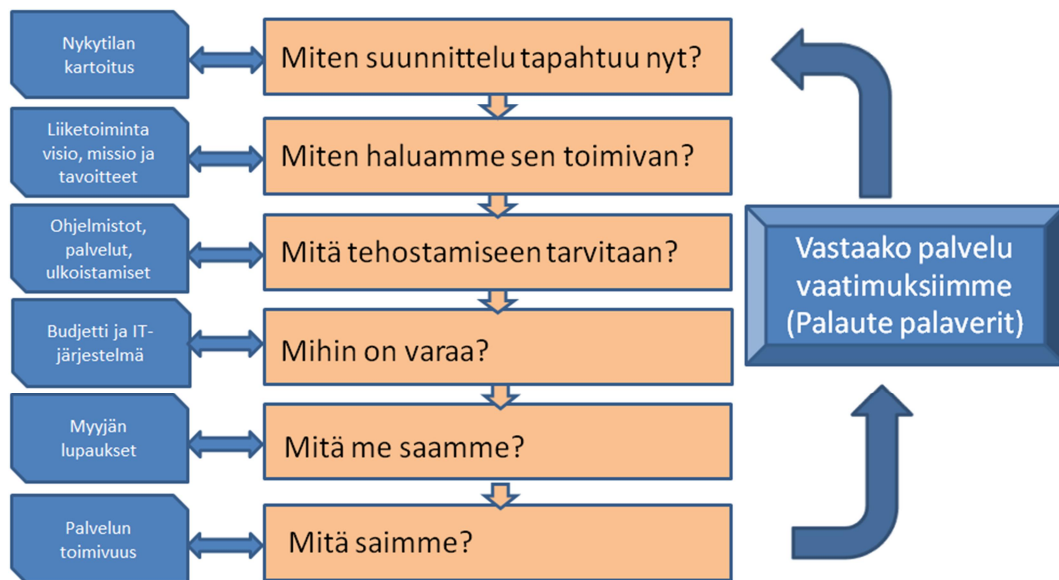 Nykytilan
kartoitus
Miten suunnittelu tapahtuu nyt?
Liiketoiminta
visio, missio ja
tavoitteet
Miten haluamme sen toimivan?
Ohjelmistot,
palvelut,
ulkoistamiset
Mitä tehostamiseen tarvitaan?
Budjetti ja IT-
järjestelmä
Mihin on varaa?
Myyjän
lupaukset
Mitä me saamme?
Palvelun
toimivuus
Mitä saimme?
Vastaako palvelu
vaatimuksiimme
(Palaute palaverit)